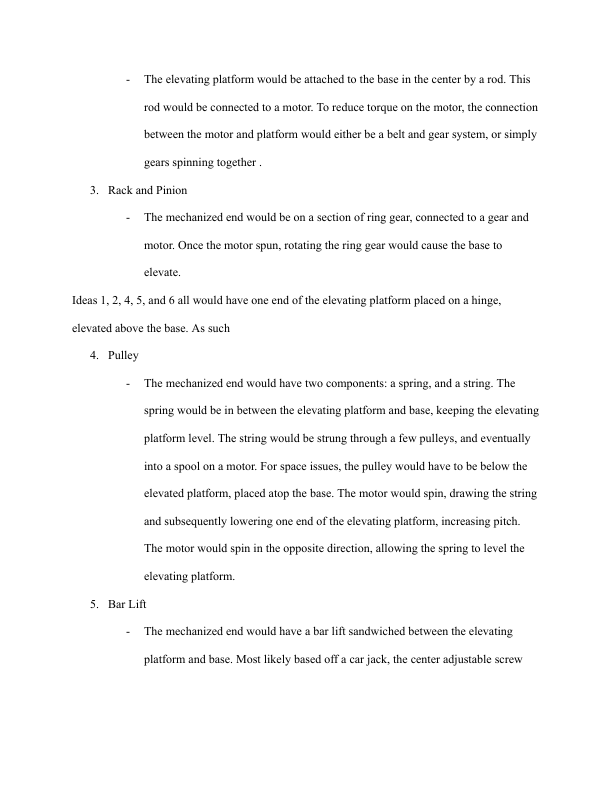 - The elevating platform would be attached to the base in the center by a rod. This
rod would be connected to a motor. To reduce torque on the motor, the connection
between the motor and platform would either be a belt and gear system, or simply
gears spinning together .
3. Rack and Pinion
- The mechanized end would be on a section of ring gear, connected to a gear and
motor. Once the motor spun, rotating the ring gear would cause the base to
elevate.
Ideas 1, 2, 4, 5, and 6 all would have one end of the elevating platform placed on a hinge,
elevated above the base. As such
4. Pulley
- The mechanized end would have two components: a spring, and a string. The
spring would be in between the elevating platform and base, keeping the elevating
platform level. The string would be strung through a few pulleys, and eventually
into a spool on a motor. For space issues, the pulley would have to be below the
elevated platform, placed atop the base. The motor would spin, drawing the string
and subsequently lowering one end of the elevating platform, increasing pitch.
The motor would spin in the opposite direction, allowing the spring to level the
elevating platform.
5. Bar Lift
- The mechanized end would have a bar lift sandwiched between the elevating
platform and base. Most likely based off a car jack, the center adjustable screw